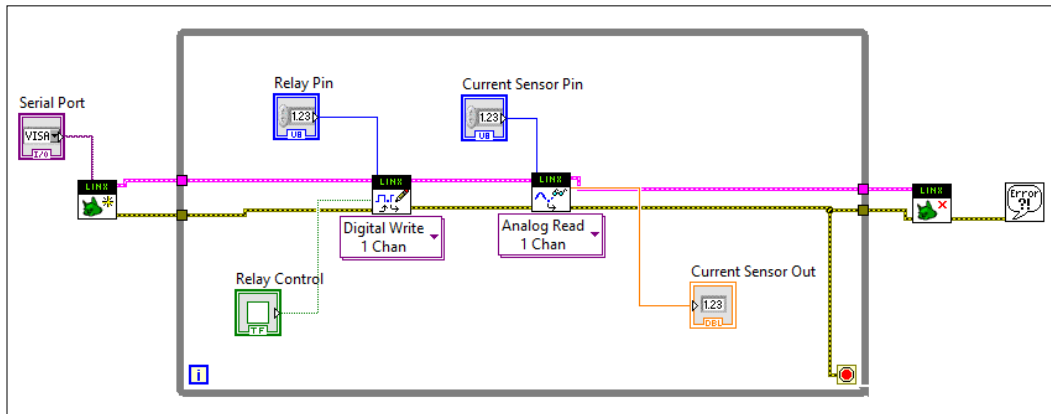 Relay Pin
Current Sensor Pin
1.23
U8
1.23
U8
Serial Port
VISA
I/O
LINX
LINX
LINX
LINX
Error
?!
Digital Write
1 Chan
Analog Read
1 Chan
Relay Control
TF
Current Sensor Out
1.23
DBL
i